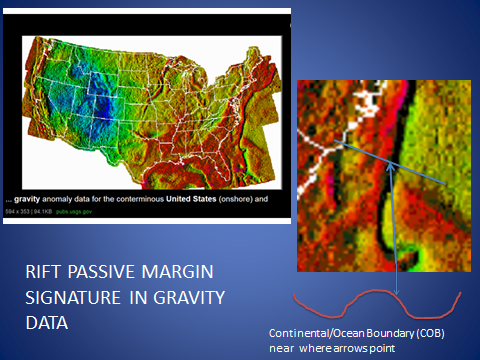 ... gravity anomaly data for the conterminous United States (onshore) and
594 x 353 | 94.1KB pubs.usgs.gov
RIFT PASSIVE MARGIN
SIGNATURE IN GRAVITY
DATA
Continental/Ocean Boundary (COB)
near where arrows point